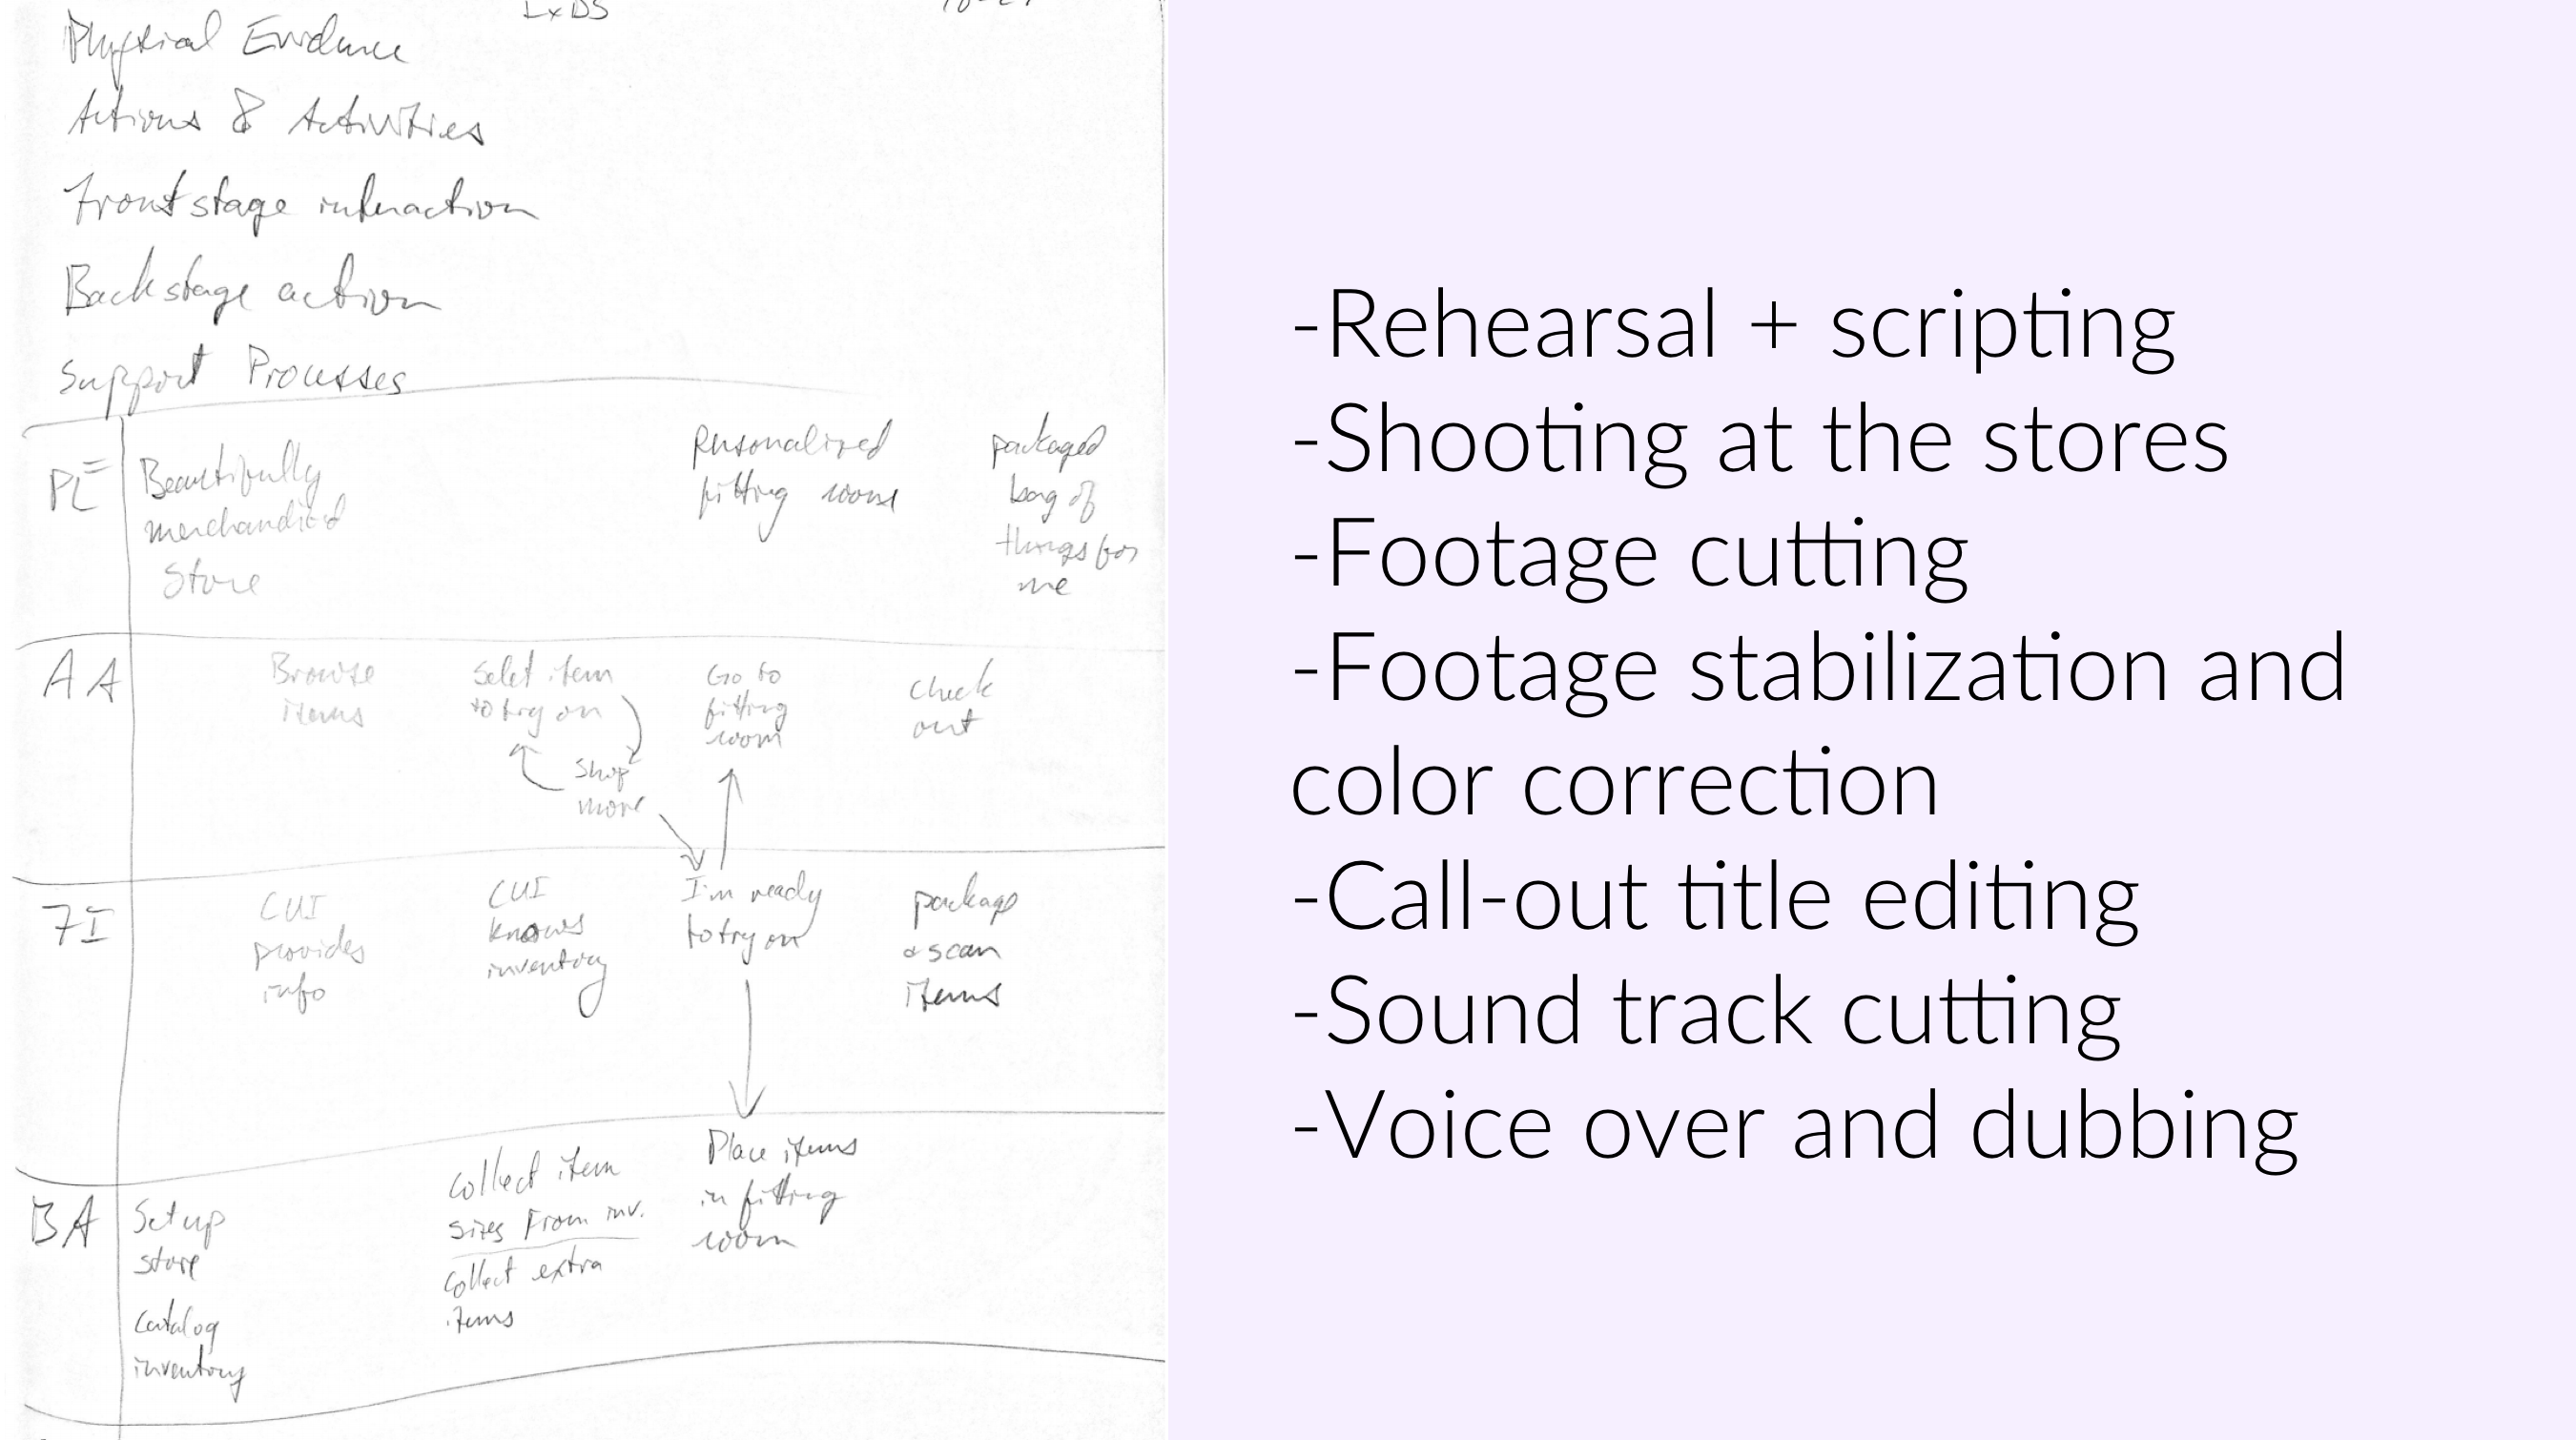 LxDS
Physical Evidence
Actions & Activities
Frontstage interaction
Backstage action
Support Processes
PE
Beautifully
merchandized
store
Personalized
fitting room
packaged
bag of
things for
me
AA
Browse
items
Select item
to try on
Shop
more
Go to
fitting
room
check
out
FI
CUI
provides
info
CUI
knows
inventory
I'm ready
to try on
package
& scan
items
BA
Set up
store
catalog
inventory
collect item
sizes From inv.
collect extra
items
Place items
in fitting
room
-Rehearsal + scripting
-Shooting at the stores
-Footage cutting
-Footage stabilization and
color correction
-Call-out title editing
-Sound track cutting
-Voice over and dubbing